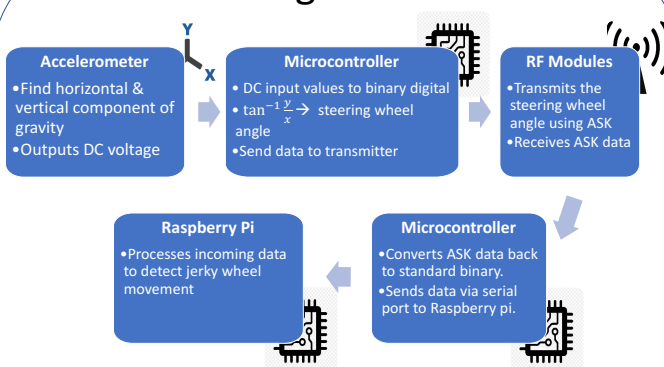 Y
X
Accelerometer
•Find horizontal &
vertical component of
gravity
•Outputs DC voltage
Microcontroller
• DC input values to binary digital
• tan⁻¹ y/x → steering wheel
angle
•Send data to transmitter
RF Modules
•Transmits the
steering wheel
angle using ASK
•Receives ASK data
Raspberry Pi
•Processes incoming data
to detect jerky wheel
movement
Microcontroller
•Converts ASK data back
to standard binary.
•Sends data via serial
port to Raspberry pi.